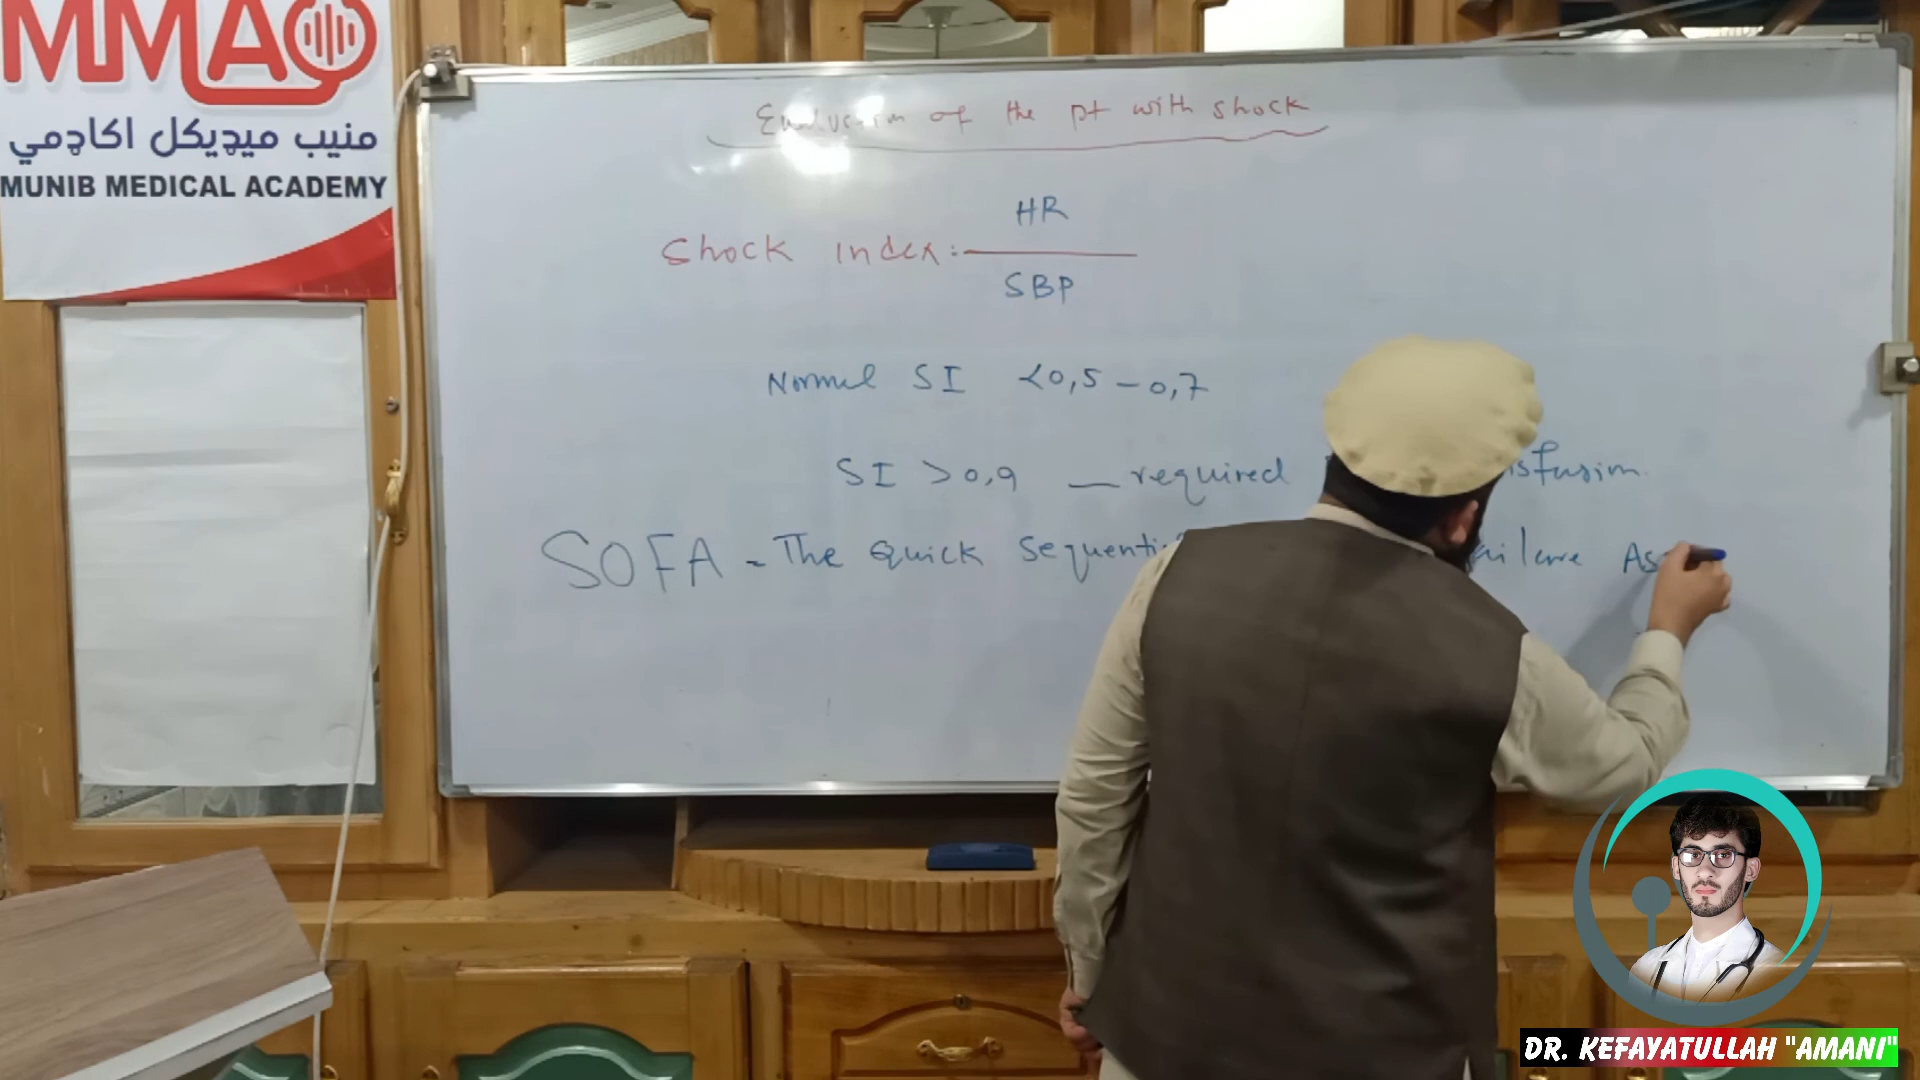 MMA
منیب میډیکل اکاډمي
MUNIB MEDICAL ACADEMY
Evaluation of the pt with shock
Shock index: HR
SBP
Normal SI <0,5 - 0,7
SI >0,9 — required
SOFA - The Quick
DR. KEFAYATULLAH "AMANI"